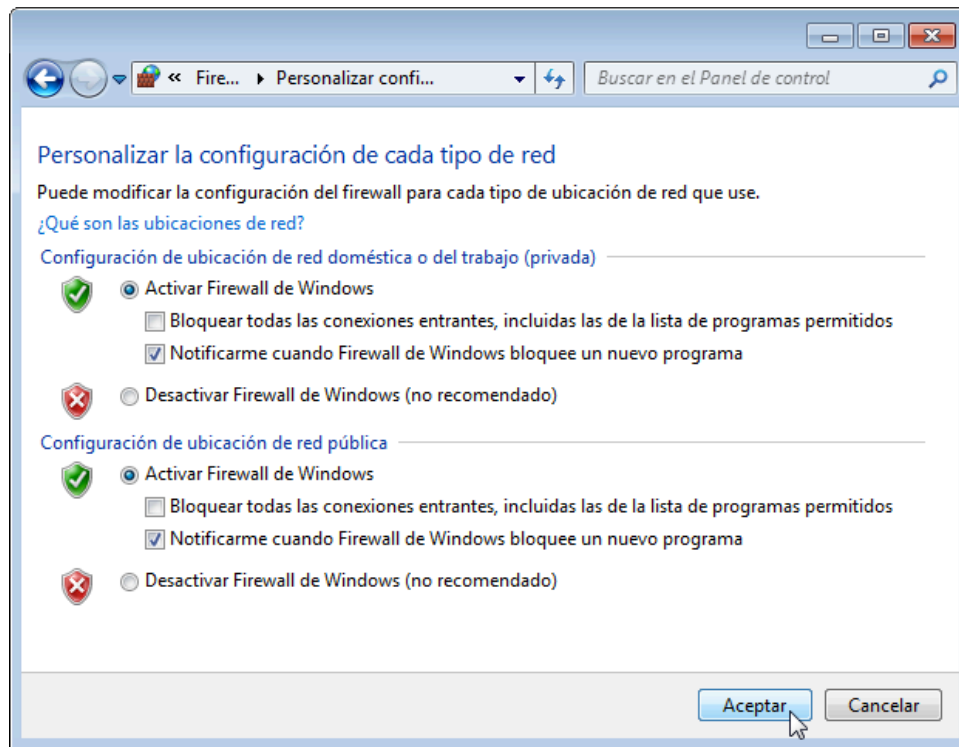 « Fire... Personalizar confi... Buscar en el Panel de control
Personalizar la configuración de cada tipo de red
Puede modificar la configuración del firewall para cada tipo de ubicación de red que use.
¿Qué son las ubicaciones de red?
Configuración de ubicación de red doméstica o del trabajo (privada)
Activar Firewall de Windows
Bloquear todas las conexiones entrantes, incluidas las de la lista de programas permitidos
Notificarme cuando Firewall de Windows bloquee un nuevo programa
Desactivar Firewall de Windows (no recomendado)
Configuración de ubicación de red pública
Activar Firewall de Windows
Bloquear todas las conexiones entrantes, incluidas las de la lista de programas permitidos
Notificarme cuando Firewall de Windows bloquee un nuevo programa
Desactivar Firewall de Windows (no recomendado)
Aceptar Cancelar